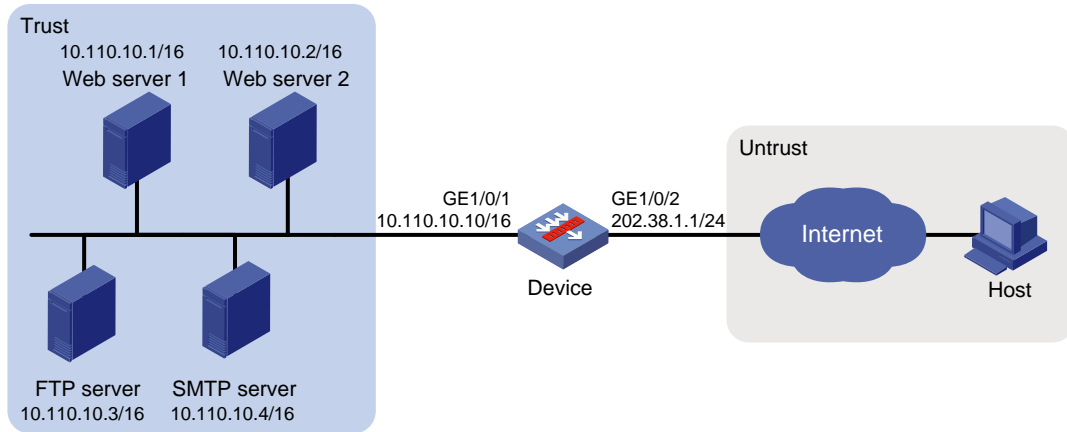 Trust
10.110.10.1/16
Web server 1
10.110.10.2/16
Web server 2
FTP server
10.110.10.3/16
SMTP server
10.110.10.4/16
GE1/0/1
10.110.10.10/16
Device
GE1/0/2
202.38.1.1/24
Untrust
Internet
Host